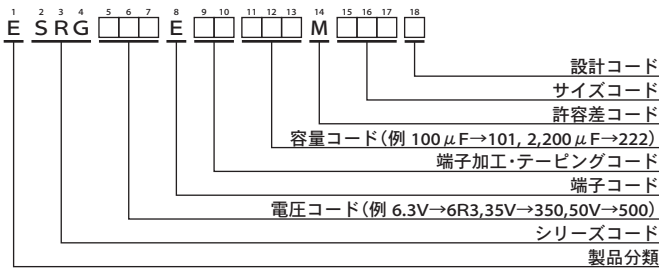 1 2 3 4 5 6 7 8 9 10 11 12 13 14 15 16 17 18
E SRG □□□ E □□ □□□ M □□□ □
設計コード
サイズコード
許容差コード
容量コード（例 100μF→101, 2,200μF→222）
端子加工・テーピングコード
端子コード
電圧コード（例 6.3V→6R3,35V→350,50V→500）
シリーズコード
製品分類